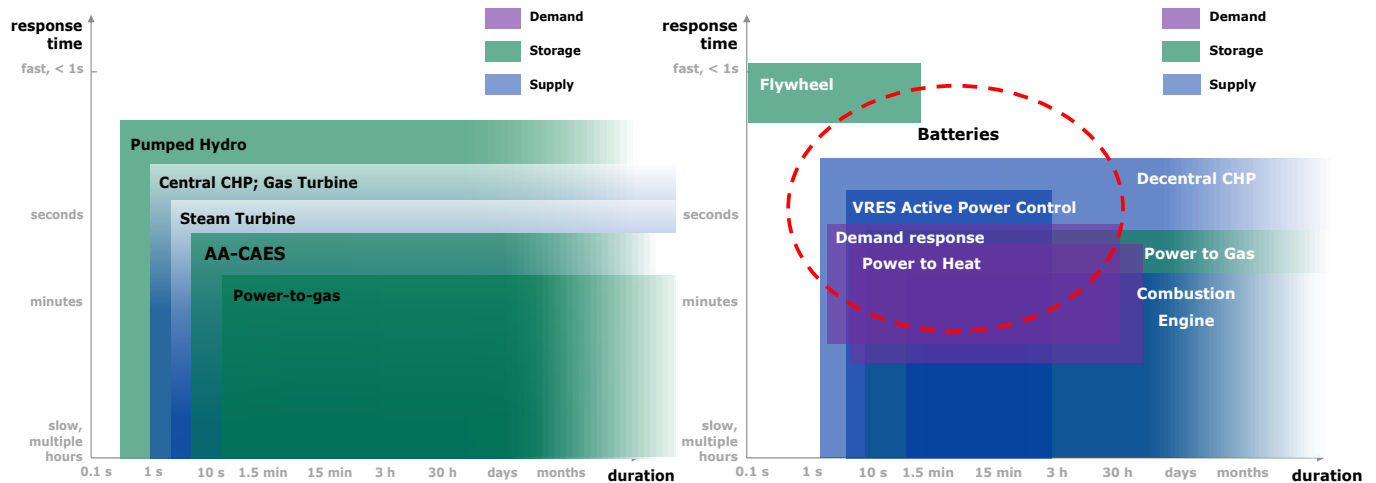 response
time
fast, < 1s
seconds
minutes
slow,
multiple
hours
Demand
Storage
Supply
Pumped Hydro
Central CHP; Gas Turbine
Steam Turbine
AA-CAES
Power-to-gas
0.1 s 1 s 10 s 1.5 min 15 min 3 h 30 h days months duration
response
time
fast, < 1s
seconds
minutes
slow,
multiple
hours
Demand
Storage
Supply
Flywheel
Batteries
Decentral CHP
VRES Active Power Control
Demand response
Power to Gas
Power to Heat
Combustion
Engine
0.1 s 1 s 10 s 1.5 min 15 min 3 h 30 h days months duration